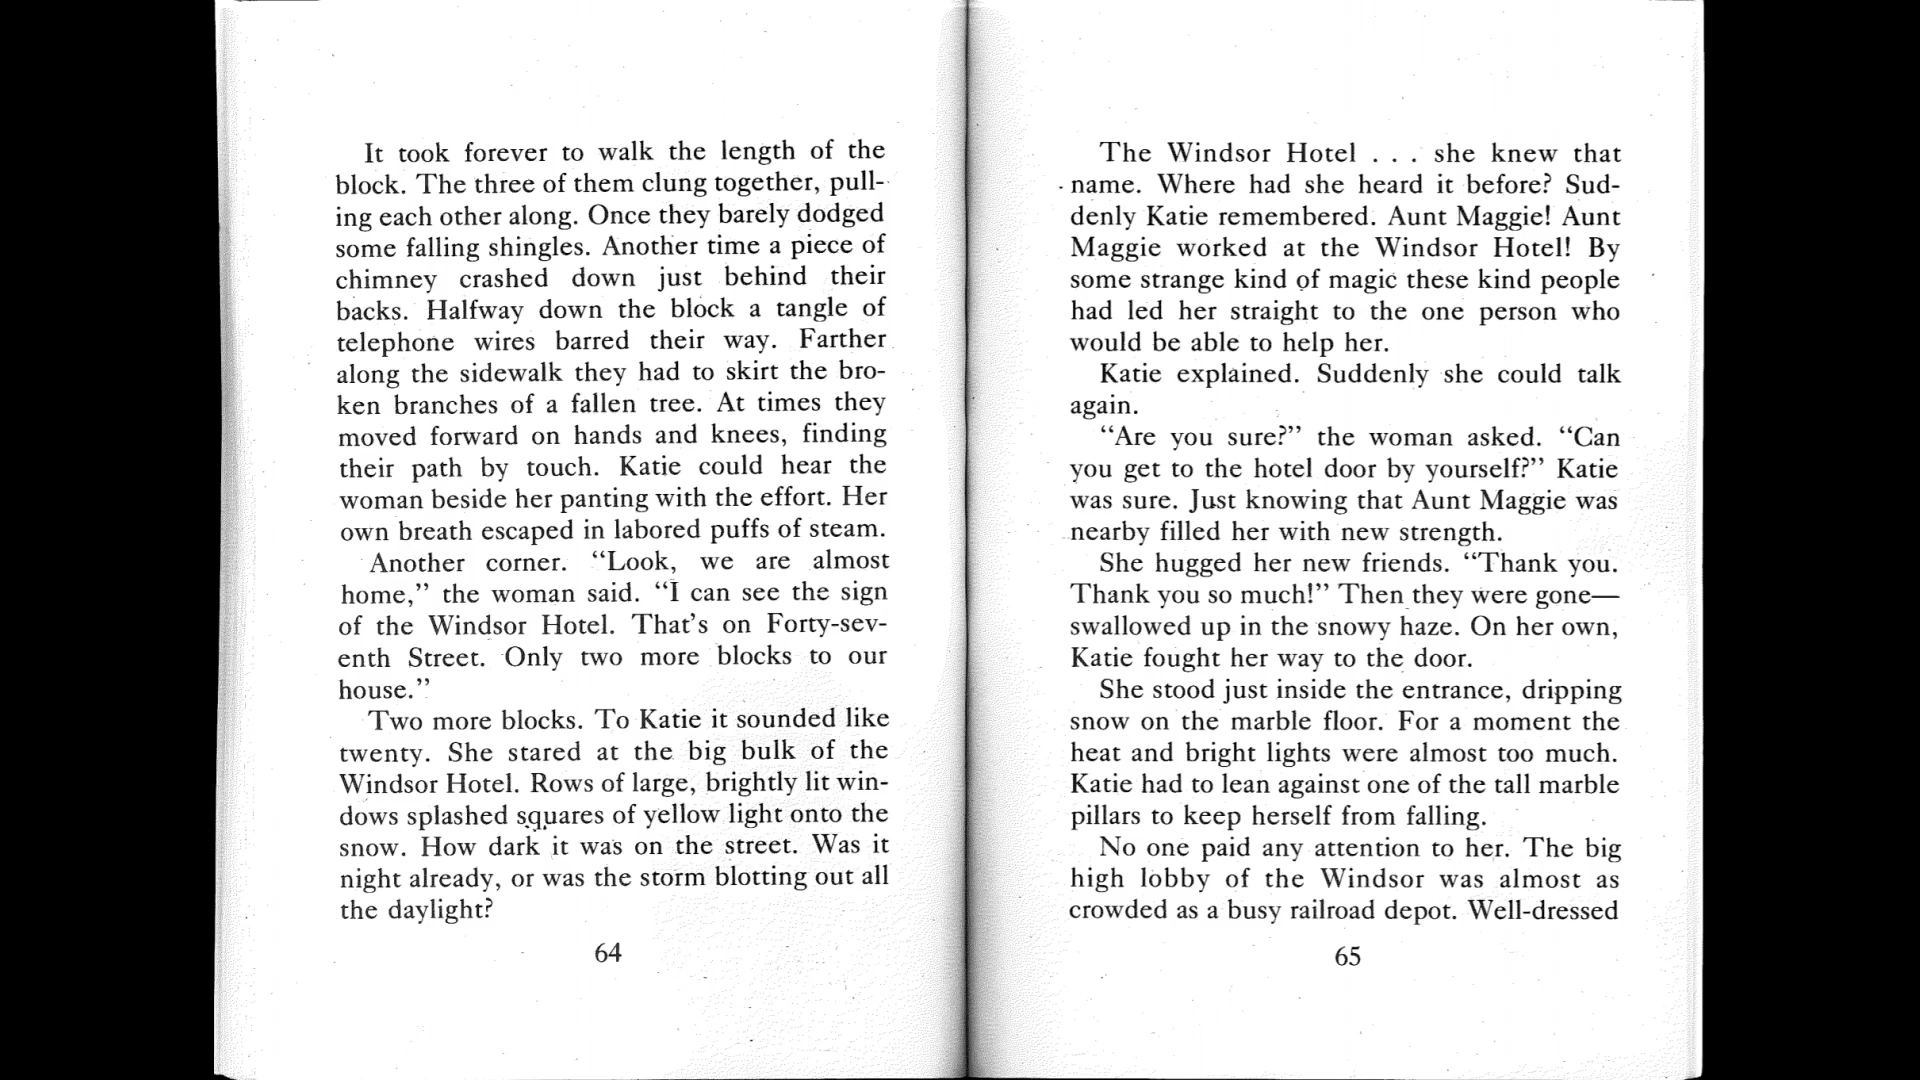 It took forever to walk the length of the
block. The three of them clung together, pull-
ing each other along. Once they barely dodged
some falling shingles. Another time a piece of
chimney crashed down just behind their
backs. Halfway down the block a tangle of
telephone wires barred their way. Farther
along the sidewalk they had to skirt the bro-
ken branches of a fallen tree. At times they
moved forward on hands and knees, finding
their path by touch. Katie could hear the
woman beside her panting with the effort. Her
own breath escaped in labored puffs of steam.
Another corner. “Look, we are almost
home,” the woman said. “I can see the sign
of the Windsor Hotel. That’s on Forty-sev-
enth Street. Only two more blocks to our
house.”
Two more blocks. To Katie it sounded like
twenty. She stared at the big bulk of the
Windsor Hotel. Rows of large, brightly lit win-
dows splashed squares of yellow light onto the
snow. How dark it was on the street. Was it
night already, or was the storm blotting out all
the daylight?
64
The Windsor Hotel . . . she knew that
name. Where had she heard it before? Sud-
denly Katie remembered. Aunt Maggie! Aunt
Maggie worked at the Windsor Hotel! By
some strange kind of magic these kind people
had led her straight to the one person who
would be able to help her.
Katie explained. Suddenly she could talk
again.
“Are you sure?” the woman asked. “Can
you get to the hotel door by yourself?” Katie
was sure. Just knowing that Aunt Maggie was
nearby filled her with new strength.
She hugged her new friends. “Thank you.
Thank you so much!” Then they were gone—
swallowed up in the snowy haze. On her own,
Katie fought her way to the door.
She stood just inside the entrance, dripping
snow on the marble floor. For a moment the
heat and bright lights were almost too much.
Katie had to lean against one of the tall marble
pillars to keep herself from falling.
No one paid any attention to her. The big
high lobby of the Windsor was almost as
crowded as a busy railroad depot. Well-dressed
65